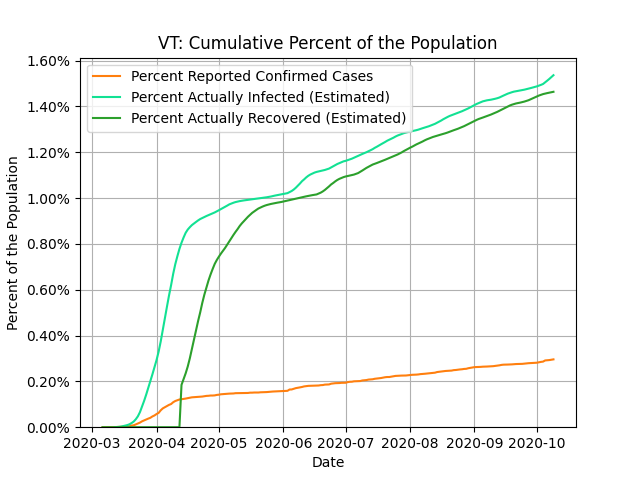 VT: Cumulative Percent of the Population
Percent Reported Confirmed Cases
Percent Actually Infected (Estimated)
Percent Actually Recovered (Estimated)
Percent of the Population
1.60%
1.40%
1.20%
1.00%
0.80%
0.60%
0.40%
0.20%
0.00%
2020-03 2020-04 2020-05 2020-06 2020-07 2020-08 2020-09 2020-10
Date